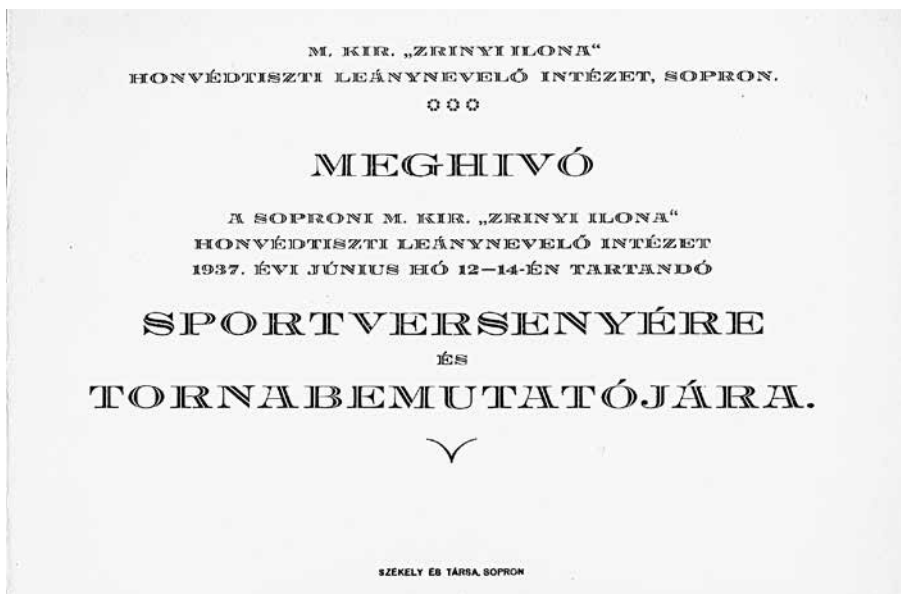 M. KIR. „ZRINYI ILONA“
HONVÉDTISZTI LEÁNYNEVELŐ INTÉZET, SOPRON.
MEGHIVÓ
A SOPRONI M. KIR. „ZRINYI ILONA“
HONVÉDTISZTI LEÁNYNEVELŐ INTÉZET
1937. ÉVI JÚNIUS HÓ 12—14-ÉN TARTANDÓ
SPORTVERSENYÉRE
ÉS
TORNABEMUTATÓJÁRA.
SZÉKELY ÉS TÁRSA, SOPRON